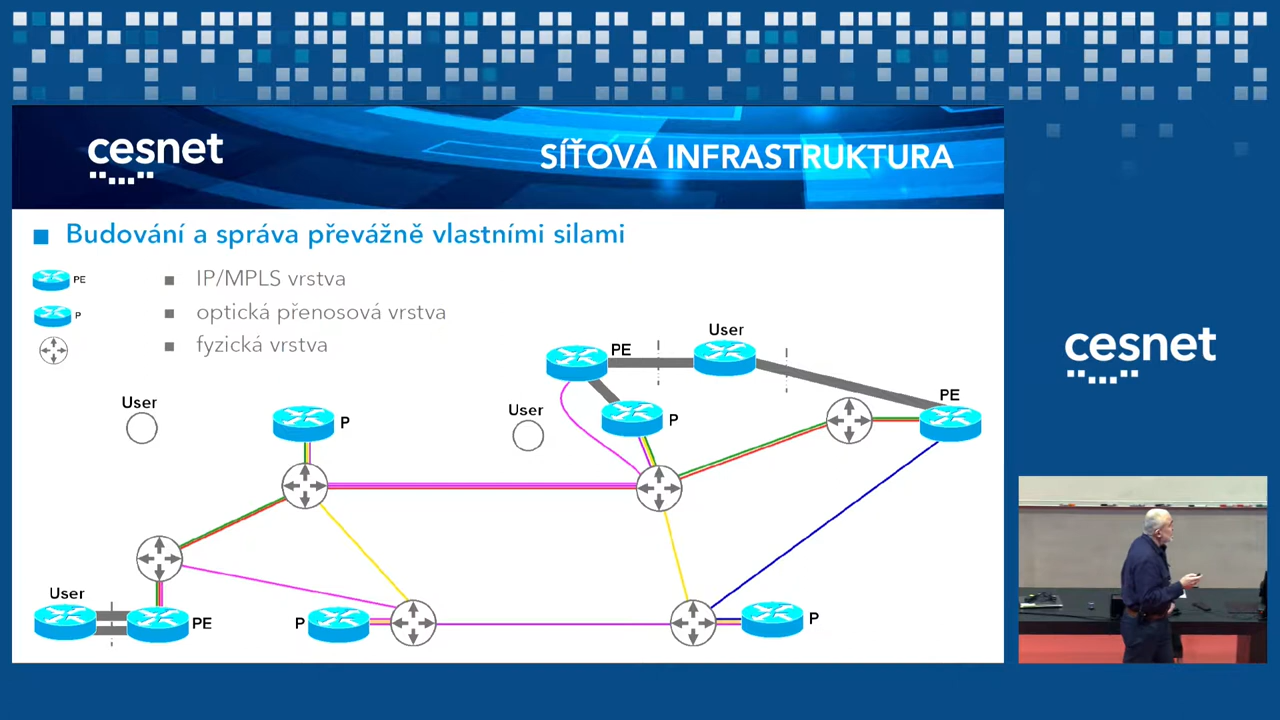 cesnet
SÍŤOVÁ INFRASTRUKTURA
Budování a správa převážně vlastními silami
PE
IP/MPLS vrstva
P
optická přenosová vrstva
fyzická vrstva
User
PE
User
P
User
P
PE
cesnet
User
PE
P
P